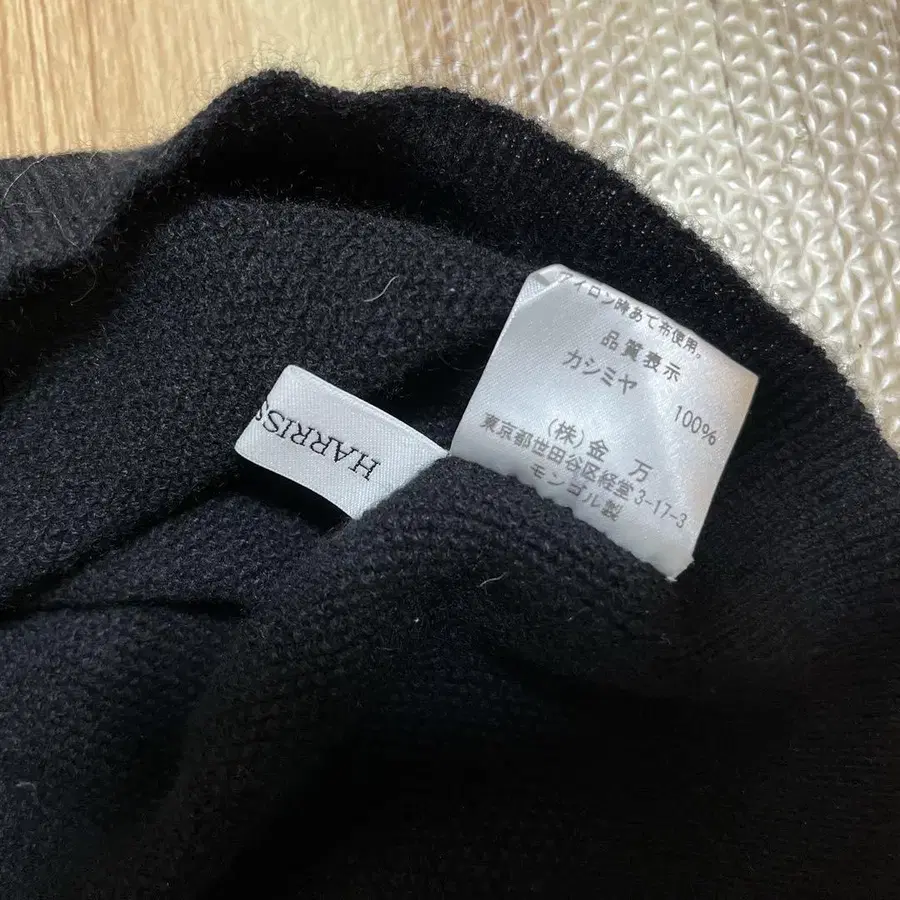 アイロン時あて布使用。
品質表示
カシミヤ 100%
(株)金 万
東京都世田谷区経堂3-17-3
モンゴル製
HARRISS